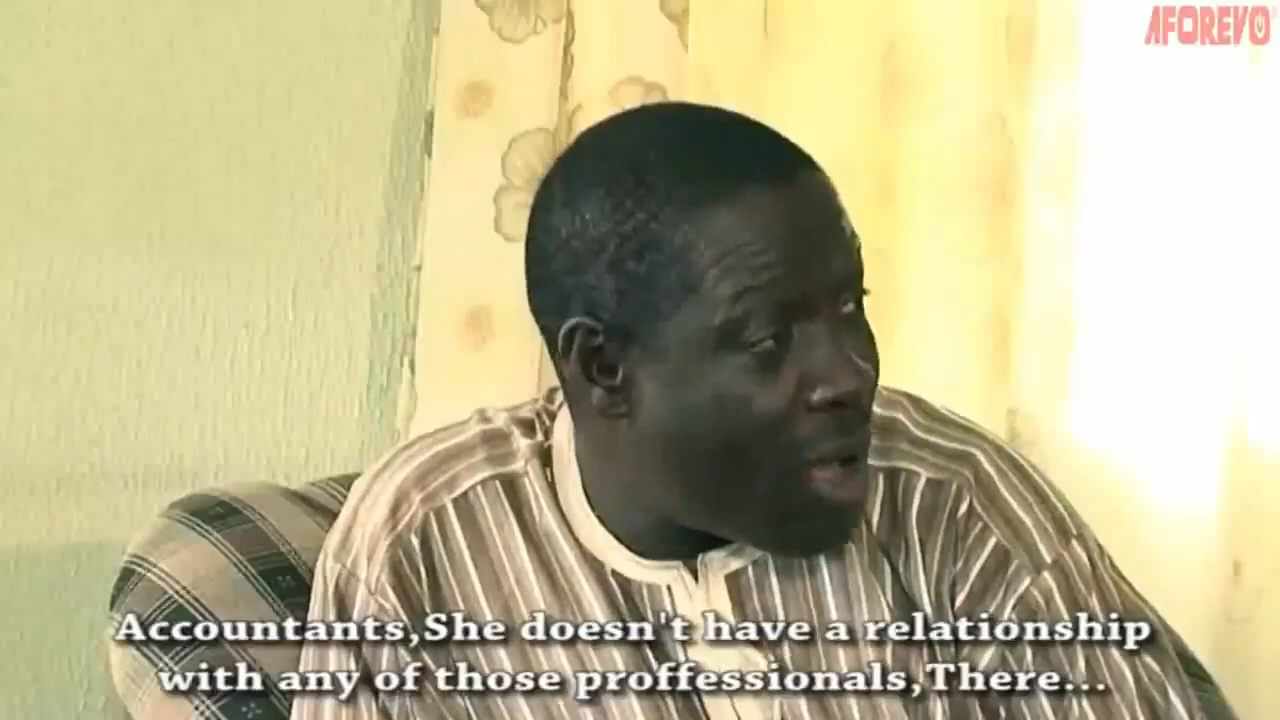 AFOREVO
Accountants,She doesn't have a relationship
with any of those proffessionals,There...